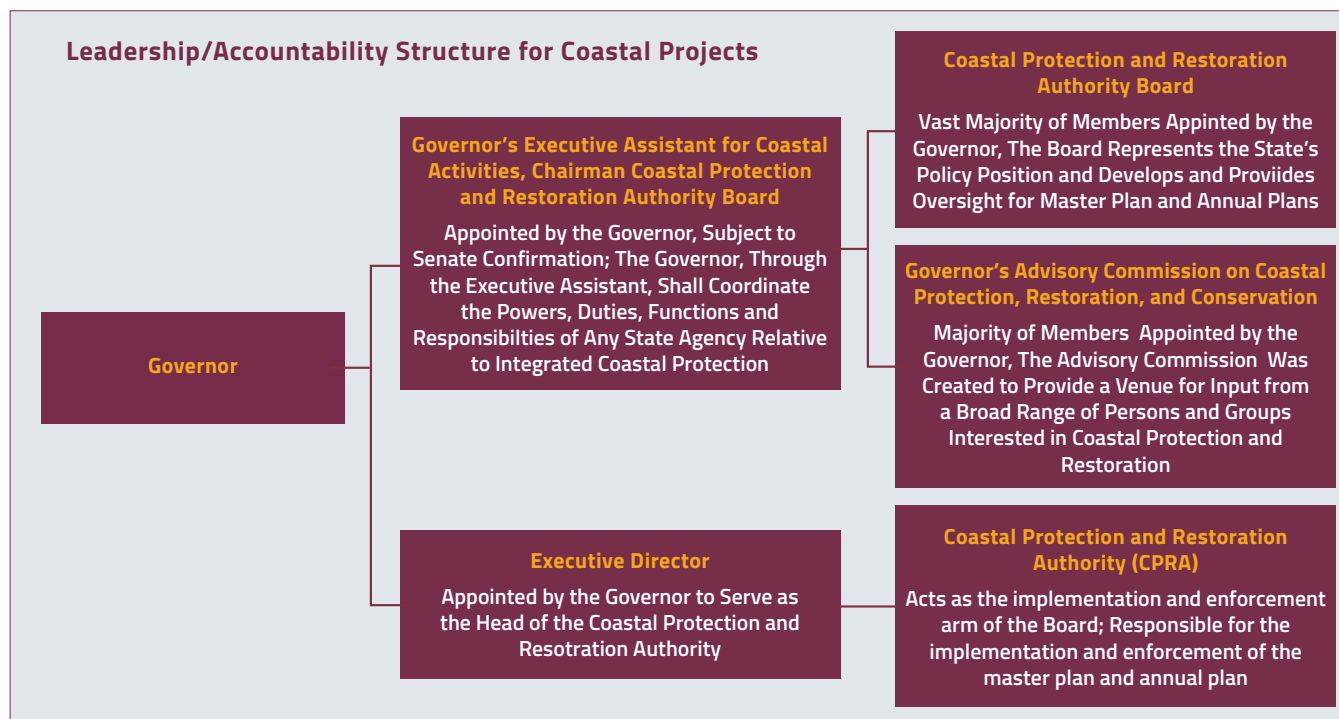 Leadership/Accountability Structure for Coastal Projects
Governor
Governor's Executive Assistant for Coastal
Activities, Chairman Coastal Protection
and Restoration Authority Board
Appointed by the Governor, Subject to
Senate Confirmation; The Governor, Through
the Executive Assistant, Shall Coordinate
the Powers, Duties, Functions and
Responsibilties of Any State Agency Relative
to Integrated Coastal Protection
Coastal Protection and Restoration
Authority Board
Vast Majority of Members Appinted by the
Governor, The Board Represents the State's
Policy Position and Develops and Proviides
Oversight for Master Plan and Annual Plans
Governor's Advisory Commission on Coastal
Protection, Restoration, and Conservation
Majority of Members Appointed by the
Governor, The Advisory Commission Was
Created to Provide a Venue for Input from
a Broad Range of Persons and Groups
Interested in Coastal Protection and
Restoration
Executive Director
Appointed by the Governor to Serve as
the Head of the Coastal Protection and
Resotration Authority
Coastal Protection and Restoration
Authority (CPRA)
Acts as the implementation and enforcement
arm of the Board; Responsible for the
implementation and enforcement of the
master plan and annual plan